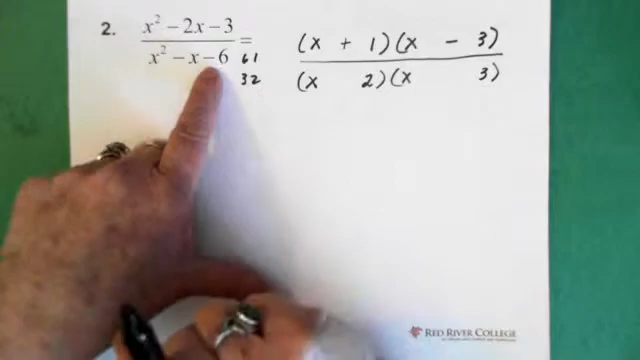 2. x² − 2x − 3 = (x + 1)(x − 3)
x² − x − 6 61 (x 2)(x 3)
32
RED RIVER COLLEGE